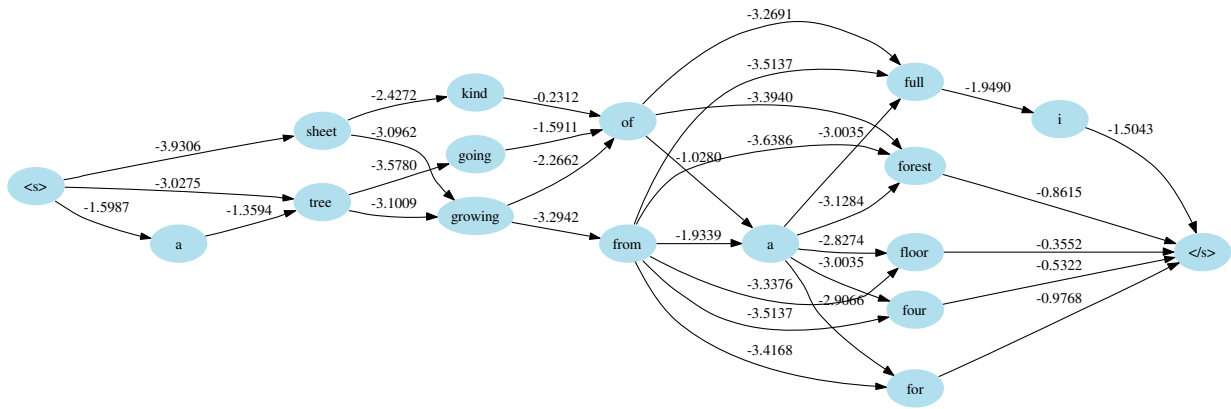 <s>
-3.9306
-3.0275
-1.5987
a
-1.3594
sheet
tree
-2.4272
-3.0962
-3.5780
-3.1009
kind
going
growing
-0.2312
-1.5911
-2.2662
-3.2942
of
from
-3.2691
-3.5137
-3.3940
-3.6386
-1.0280
-1.9339
a
-3.0035
-3.1284
-2.8274
-3.0035
-3.3376
-2.9066
-3.5137
-3.4168
full
forest
floor
four
for
-1.9490
i
-1.5043
-0.8615
-0.3552
-0.5322
-0.9768
</s>